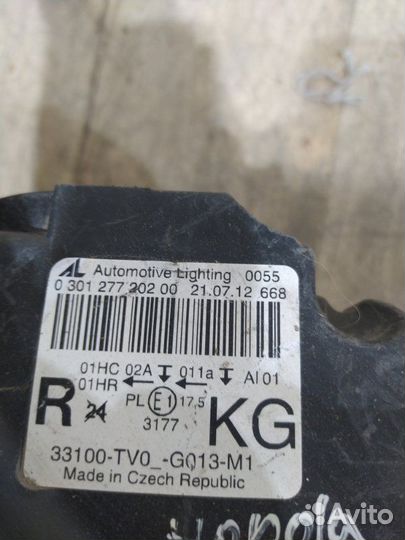 AL Automotive Lighting 0055
0 301 277 202 00 21.07.12 668
01HC 02A 011a AI 01
01HR
R 24 PL E1 17,5 KG
3177
33100-TV0_-G013-M1
Made in Czech Republic
Honda
Avito